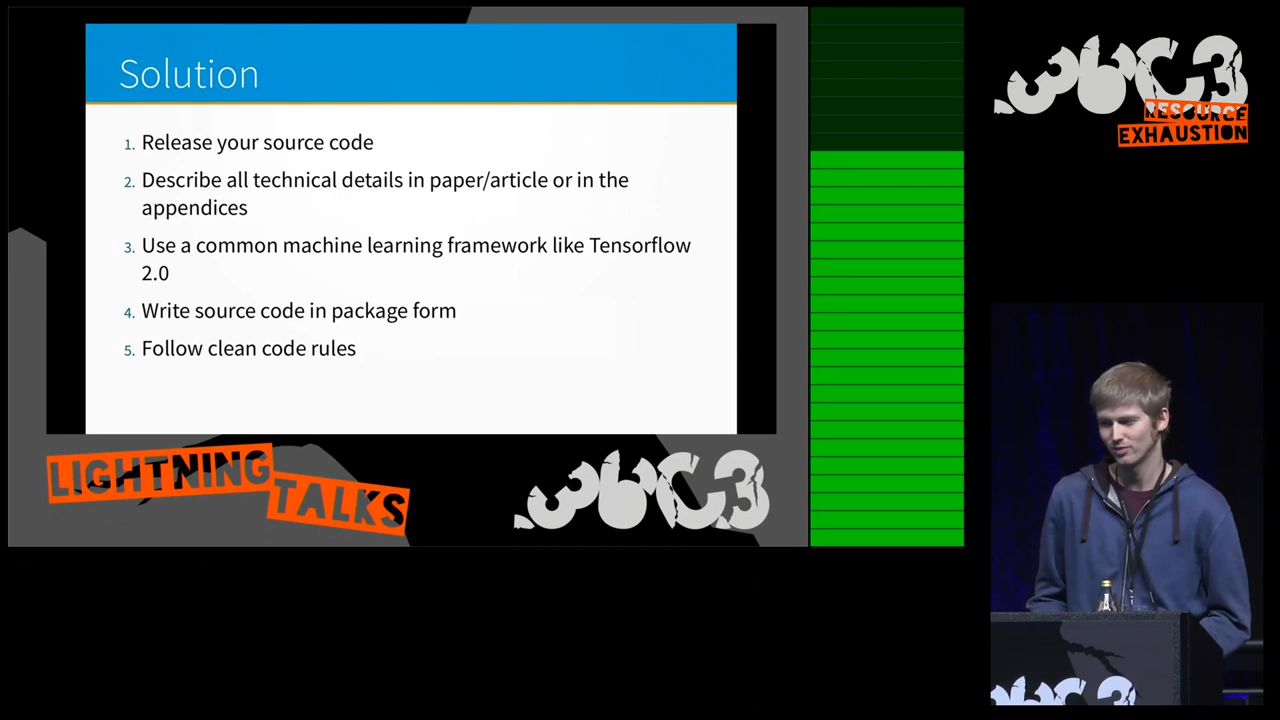 Solution
1. Release your source code
2. Describe all technical details in paper/article or in the
appendices
3. Use a common machine learning framework like Tensorflow
2.0
4. Write source code in package form
5. Follow clean code rules
LIGHTNING
TALKS
36C3
36C3
RESOURCE
EXHAUSTION
36C3